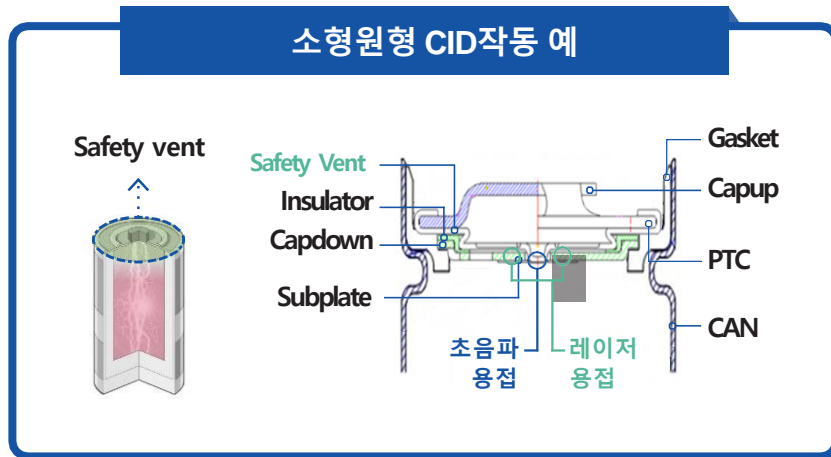 소형원형 CID작동 예
Safety vent
Safety Vent
Insulator
Capdown
Subplate
초음파
용접
레이저
용접
Gasket
Capup
PTC
CAN